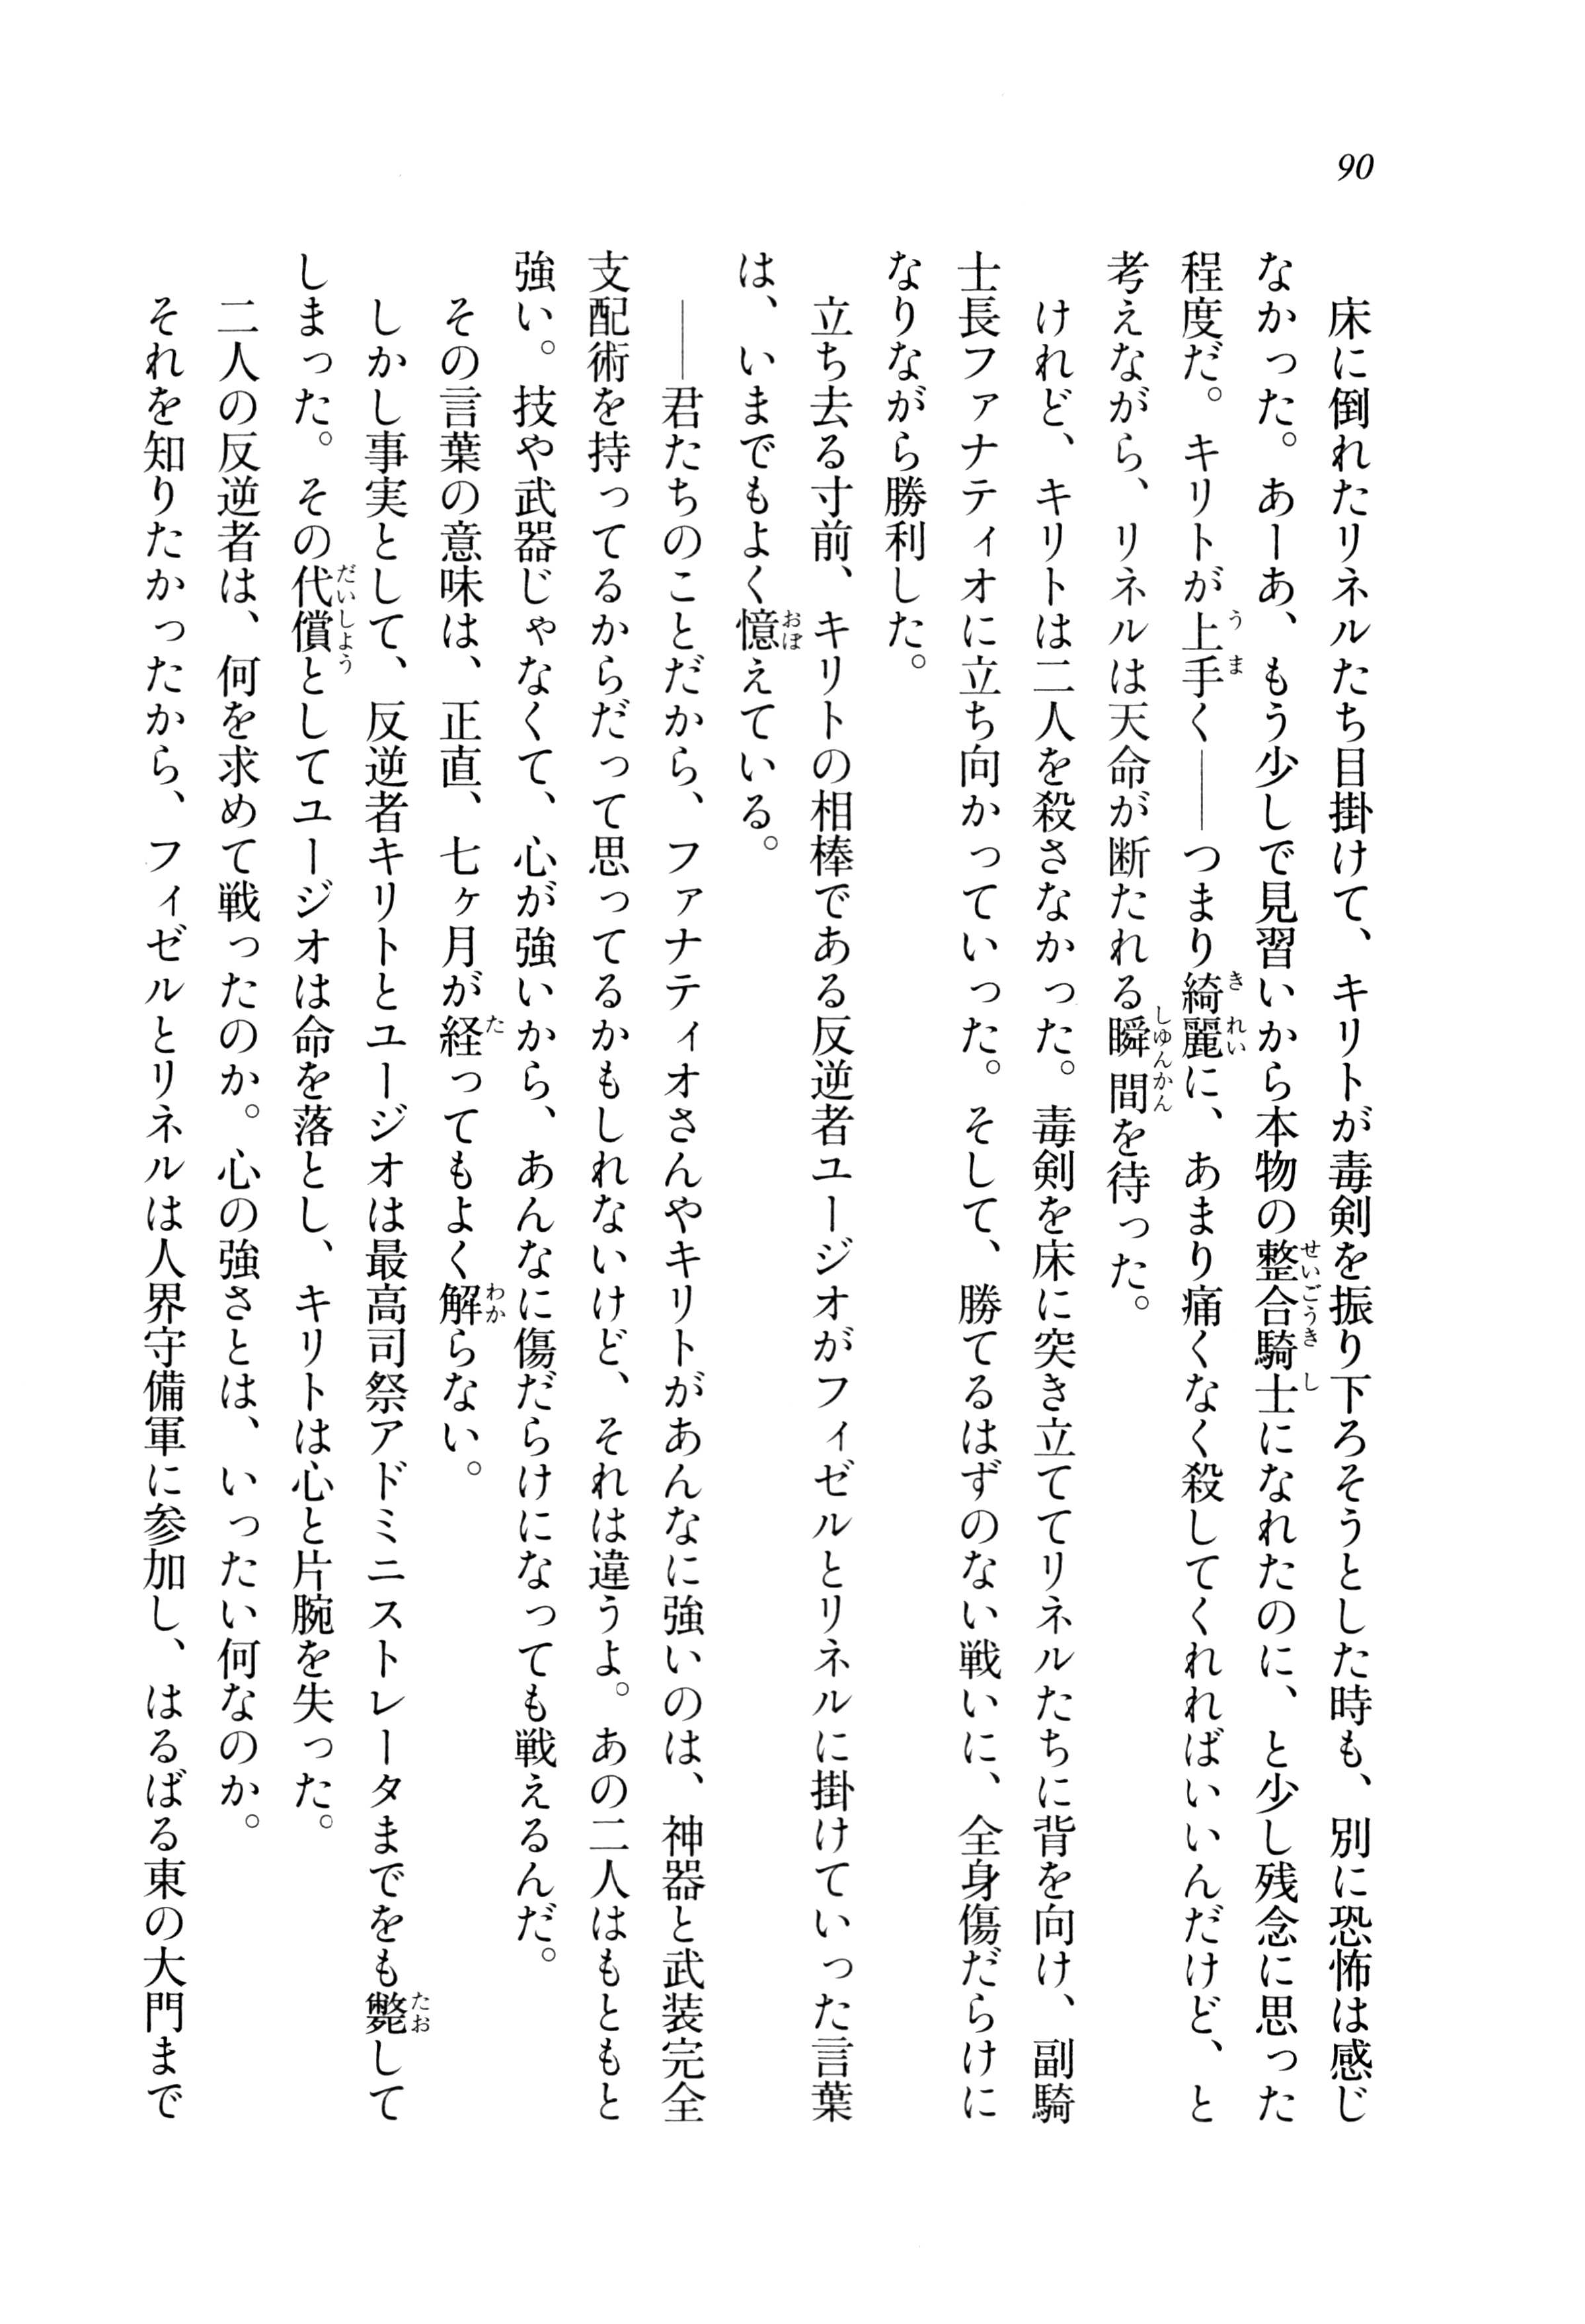 90
　床に倒れたリネルたち目掛けて、キリトが毒剣を振り下ろそうとした時も、別に恐怖は感じ
なかった。あーあ、もう少しで見習いから本物の整合騎士になれたのに、と少し残念に思った
程度だ。キリトが上手く――つまり綺麗に、あまり痛くなく殺してくれればいいんだけど、と
考えながら、リネルは天命が断たれる瞬間を待った。
　けれど、キリトは二人を殺さなかった。毒剣を床に突き立ててリネルたちに背を向け、副騎
士長ファナティオに立ち向かっていった。そして、勝てるはずのない戦いに、全身傷だらけに
なりながら勝利した。
　立ち去る寸前、キリトの相棒である反逆者ユージオがフィゼルとリネルに掛けていった言葉
は、いまでもよく憶えている。
　――君たちのことだから、ファナティオさんやキリトがあんなに強いのは、神器と武装完全
支配術を持ってるからだって思ってるかもしれないけど、それは違うよ。あの二人はもともと
強い。技や武器じゃなくて、心が強いから、あんなに傷だらけになっても戦えるんだ。
　その言葉の意味は、正直、七ヶ月が経ってもよく解らない。
　しかし事実として、反逆者キリトとユージオは最高司祭アドミニストレータまでをも斃して
しまった。その代償としてユージオは命を落とし、キリトは心と片腕を失った。
　二人の反逆者は、何を求めて戦ったのか。心の強さとは、いったい何なのか。
　それを知りたかったから、フィゼルとリネルは人界守備軍に参加し、はるばる東の大門まで